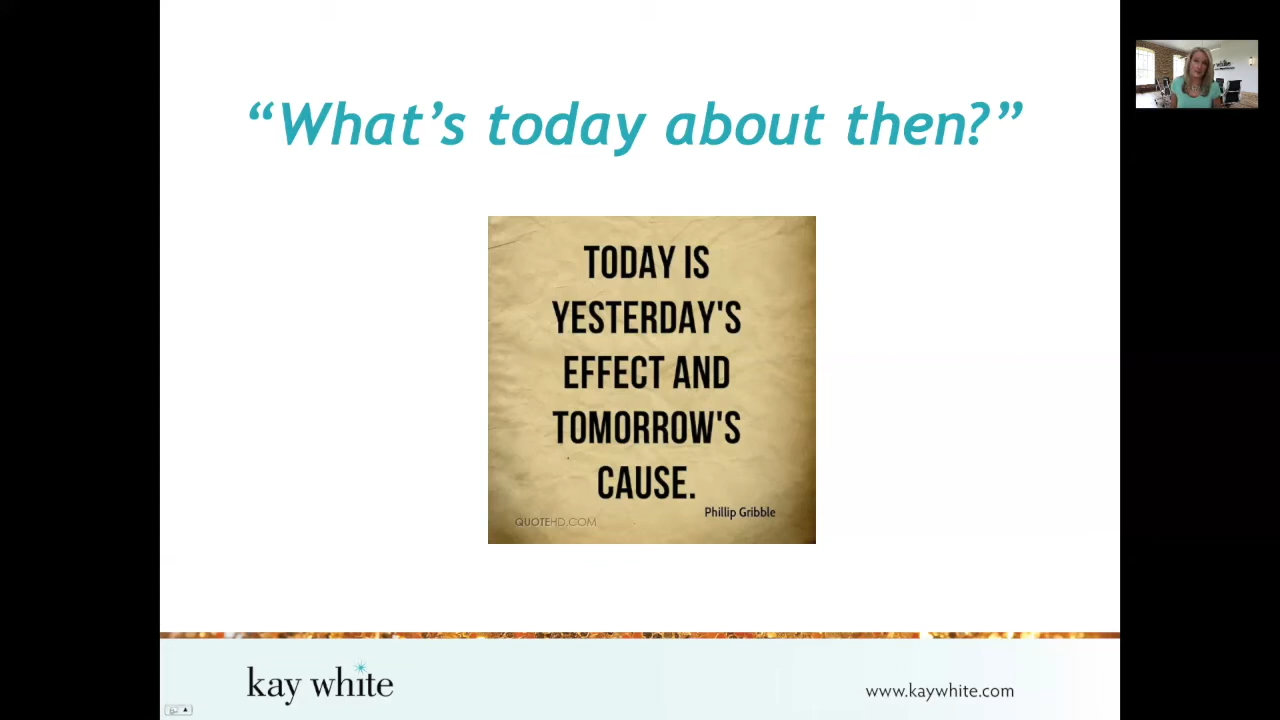 “What’s today about then?”
TODAY IS
YESTERDAY'S
EFFECT AND
TOMORROW'S
CAUSE.
Phillip Gribble
QUOTEHD.COM
kay white
www.kaywhite.com